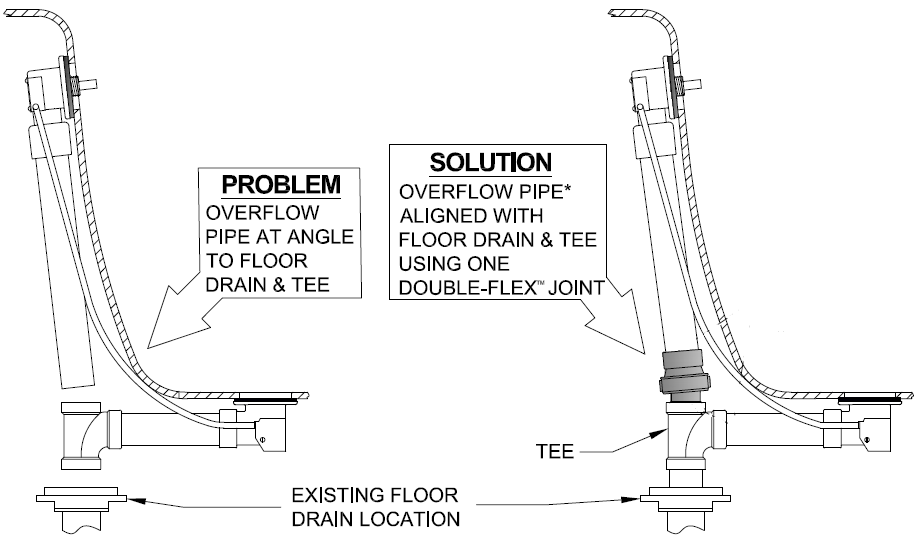 PROBLEM
OVERFLOW
PIPE AT ANGLE
TO FLOOR
DRAIN & TEE
SOLUTION
OVERFLOW PIPE*
ALIGNED WITH
FLOOR DRAIN & TEE
USING ONE
DOUBLE-FLEX™ JOINT
TEE
EXISTING FLOOR
DRAIN LOCATION